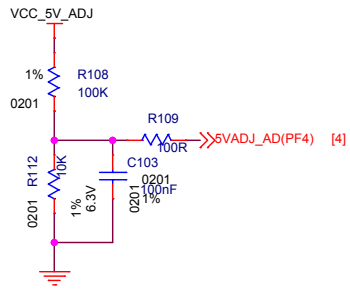 VCC_5V_ADJ
1%
R108
100K
0201
R109
100R
5VADJ_AD(PF4) [4]
R112
10K
0201
1%
C103
100nF
6.3V
0201
0201
1%